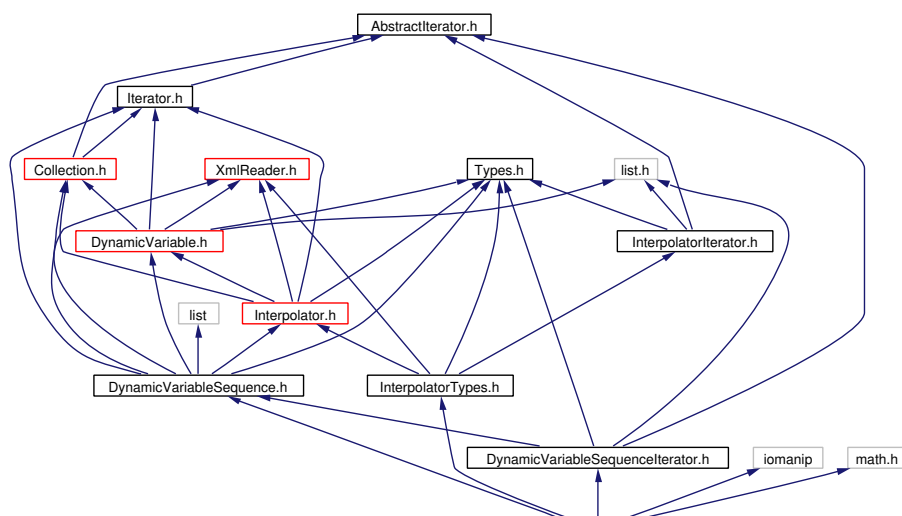 AbstractIterator.h
Iterator.h
Collection.h
XmlReader.h
Types.h
list.h
DynamicVariable.h
InterpolatorIterator.h
list
Interpolator.h
DynamicVariableSequence.h
InterpolatorTypes.h
DynamicVariableSequenceIterator.h
iomanip
math.h